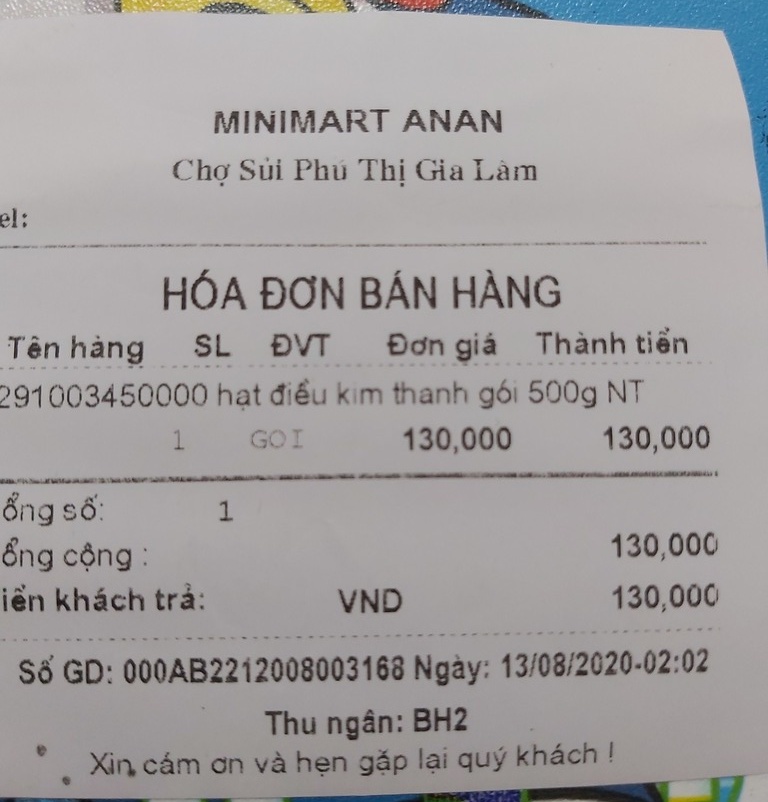 MINIMART ANAN
Chợ Sủi Phú Thị Gia Lâm
el:
HÓA ĐƠN BÁN HÀNG
Tên hàng SL ĐVT Đơn giá Thành tiển
291003450000 hạt điều kim thanh gói 500g NT
1 GOI 130,000 130,000
ổng số: 1
ổng cộng : 130,000
iển khách trả: VND 130,000
Số GD: 000AB2212008003168 Ngày: 13/08/2020-02:02
Thu ngân: BH2
Xin cám ơn và hẹn gặp lại quý khách !